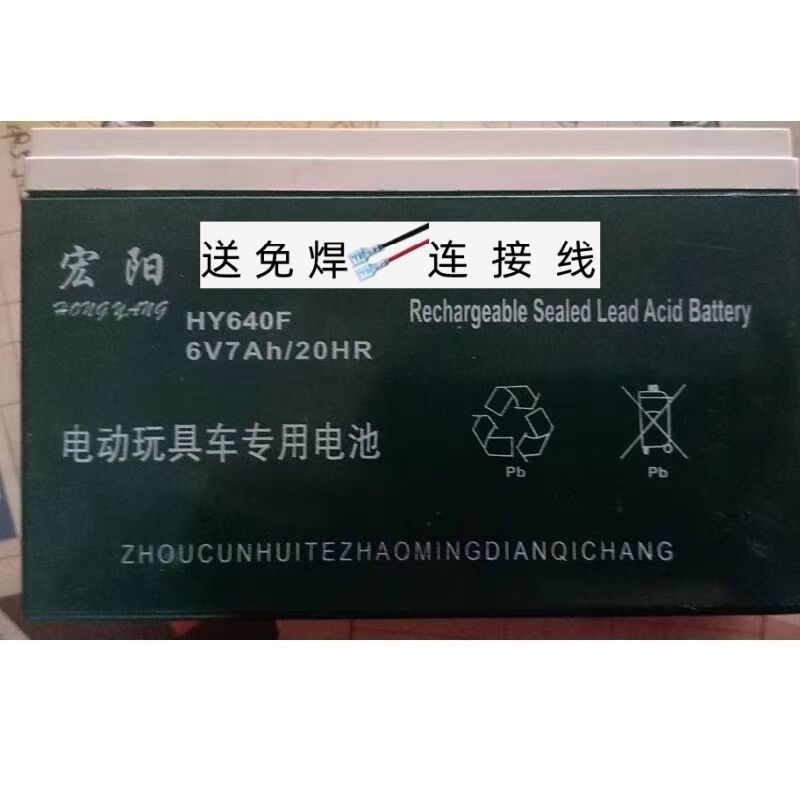 送免焊 连接线
宏阳
HONGYANG
HY640F
6V7Ah/20HR
Rechargeable Sealed Lead Acid Battery
电动玩具车专用电池
Pb
Pb
ZHOUCUNHUITEZHAOMINGDIANQICHANG